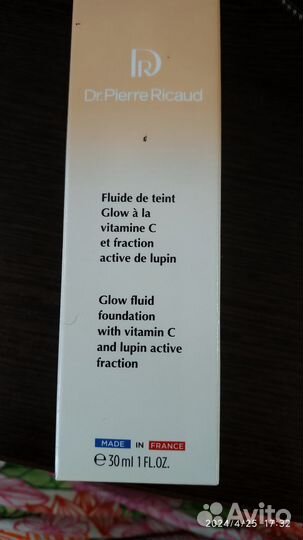 DR
Dr.Pierre Ricaud
Fluide de teint
Glow à la
vitamine C
et fraction
active de lupin
Glow fluid
foundation
with vitamin C
and lupin active
fraction
MADE IN FRANCE
℮ 30 ml 1 FL.OZ.
2024/4/25 17:32
Avito